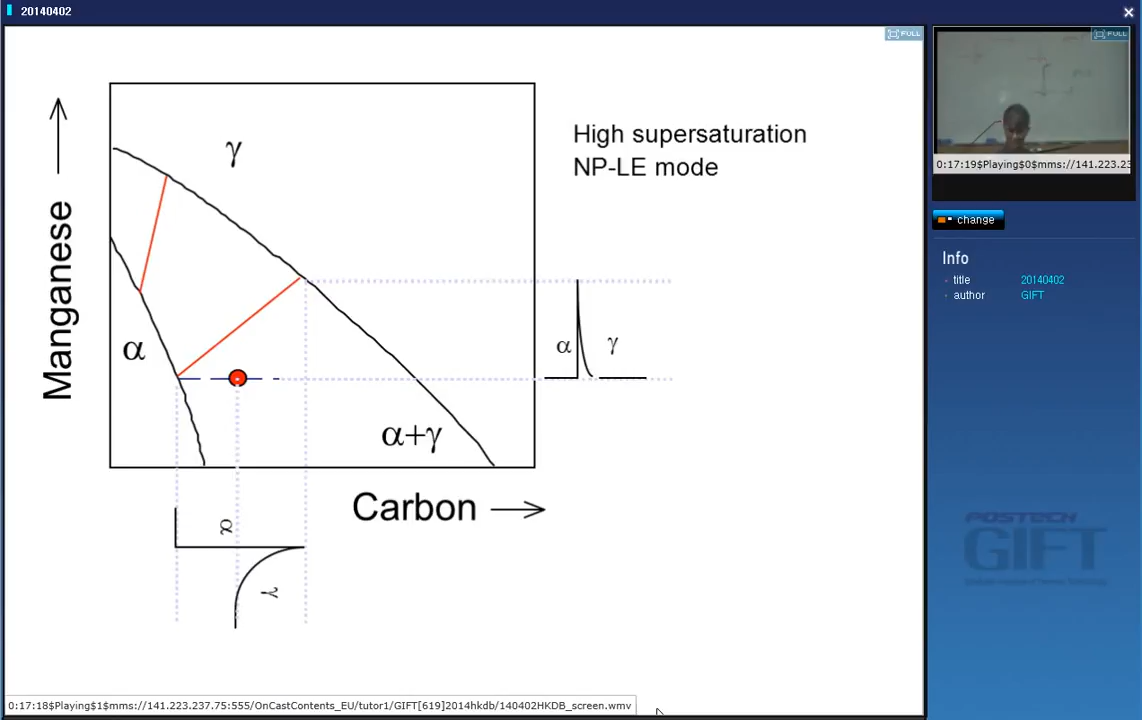 20140402
FULL
FULL
γ
High supersaturation
NP-LE mode
Manganese
α
α
γ
α+γ
Carbon
α
γ
0:17:19$Playing$0$mms://141.223.23
change
Info
title 20140402
author GIFT
POSTECH
GIFT
0:17:18$Playing$1$mms://141.223.237.75:555/OnCastContents_EU/tutor1/GIFT[619]2014hkdb/140402HKDB_screen.wmv